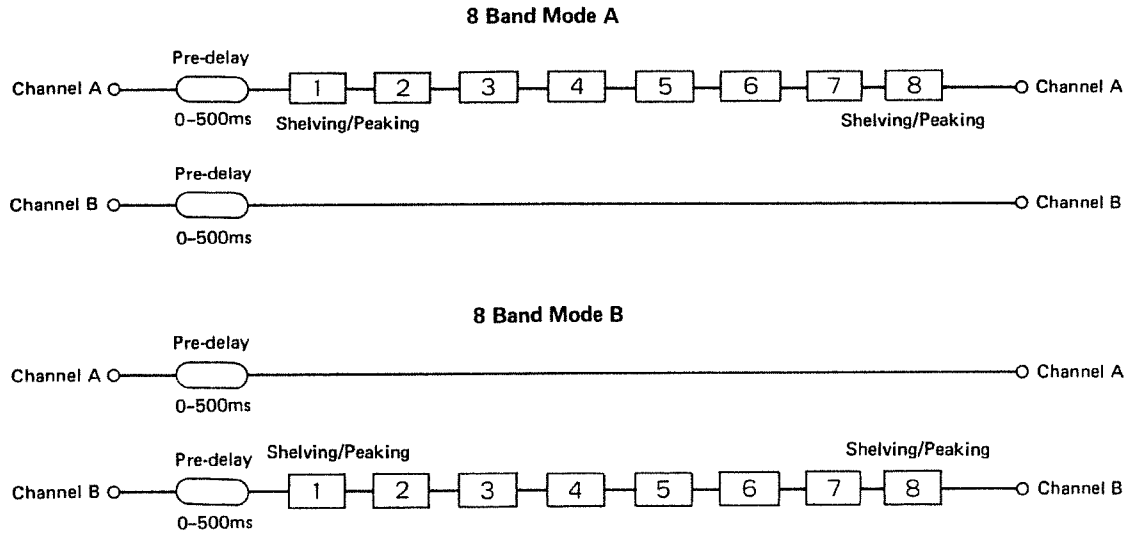 8 Band Mode A
Pre-delay
Channel A 1 2 3 4 5 6 7 8 Channel A
0-500ms
Shelving/Peaking Shelving/Peaking
Pre-delay
Channel B Channel B
0-500ms
8 Band Mode B
Pre-delay
Channel A Channel A
0-500ms
Pre-delay Shelving/Peaking Shelving/Peaking
Channel B 1 2 3 4 5 6 7 8 Channel B
0-500ms